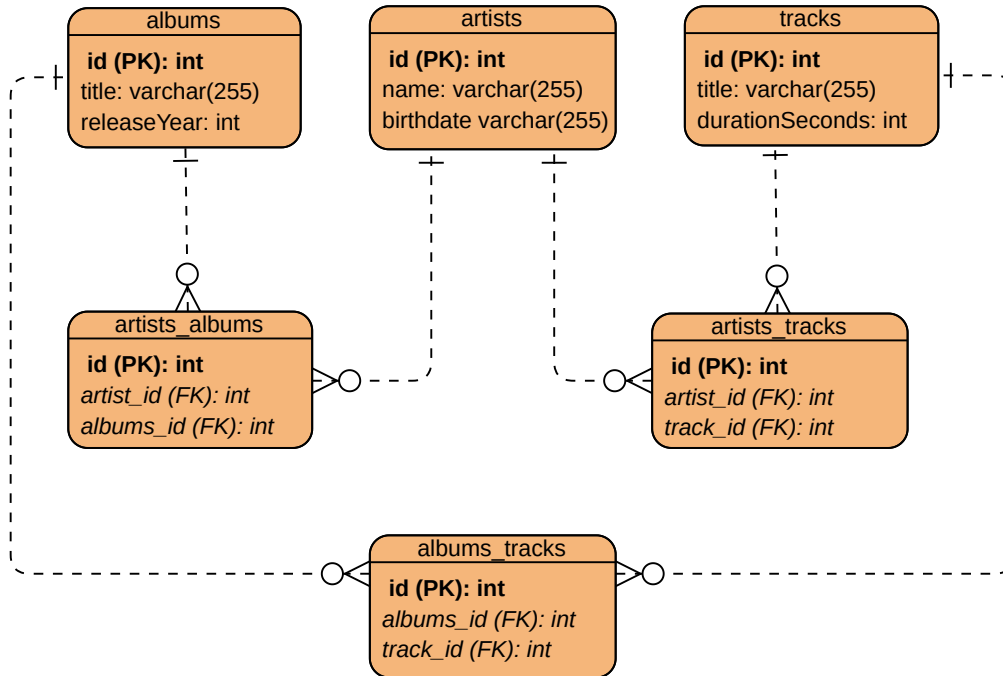 albums
id (PK): int
title: varchar(255)
releaseYear: int
artists
id (PK): int
name: varchar(255)
birthdate varchar(255)
tracks
id (PK): int
title: varchar(255)
durationSeconds: int
artists_albums
id (PK): int
artist_id (FK): int
albums_id (FK): int
artists_tracks
id (PK): int
artist_id (FK): int
track_id (FK): int
albums_tracks
id (PK): int
albums_id (FK): int
track_id (FK): int